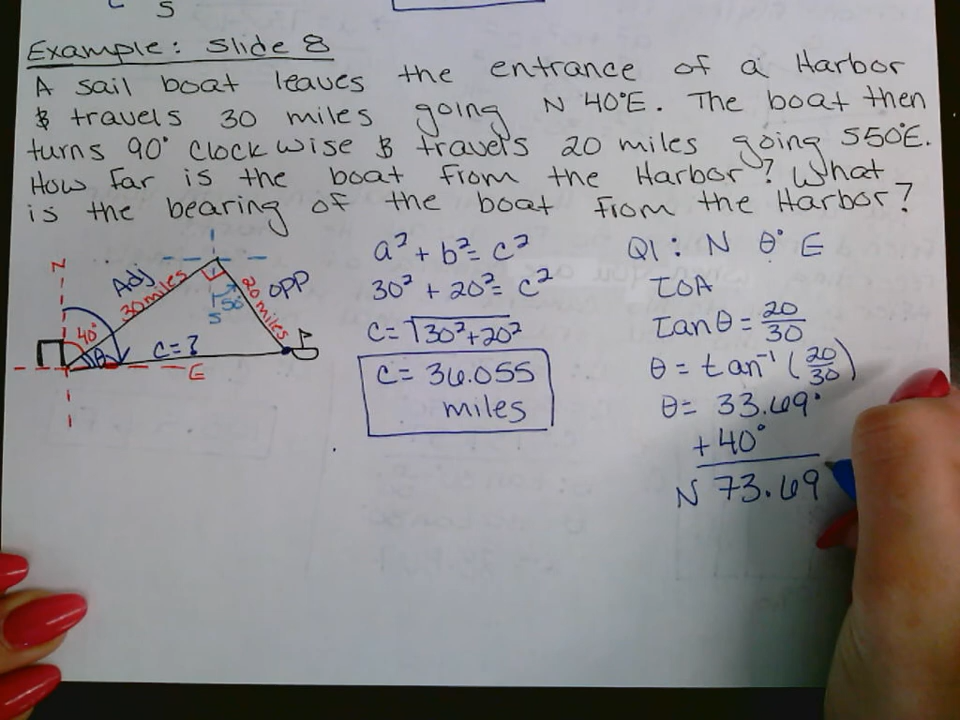 S
Example: Slide 8
A sail boat leaves the entrance of a Harbor
& travels 30 miles going N 40°E. The boat then
turns 90° clockwise & travels 20 miles going S50°E.
How far is the boat from the Harbor? What
is the bearing of the boat from the Harbor?
N
Adj
30 miles
40°
θ
c = ?
E
S
50°
20 miles
OPP
a² + b² = c²
30² + 20² = c²
c = √30² + 20²
c = 36.055
miles
Q1: N θ° E
TOA
Tan θ = 20/30
θ = tan⁻¹ (20/30)
θ = 33.69°
+ 40°
N 73.69